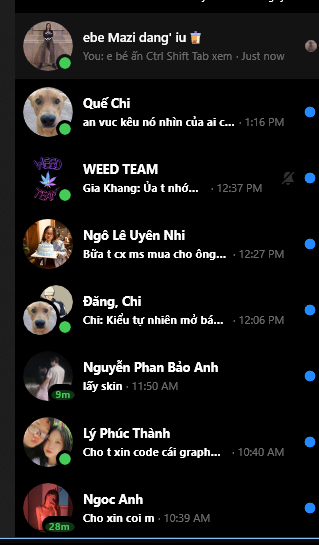 ebe Mazi dang' iu 🧋
You: e bé ấn Ctrl Shift Tab xem · Just now
Quế Chi
an vuc kêu nó nhìn của ai c... · 1:16 PM
WEED
TEAM
WEED TEAM
Gia Khang: Ủa t nhớ... · 12:37 PM
Ngô Lê Uyên Nhi
Bữa t cx ms mua cho ông... · 12:27 PM
Đăng, Chi
Chi: Kiểu tự nhiên mở bá... · 12:06 PM
Nguyễn Phan Bảo Anh
lấy skin · 11:50 AM
9m
Lý Phúc Thành
Cho t xin code cái graph... · 10:40 AM
Ngoc Anh
Cho xin coi m · 10:39 AM
28m